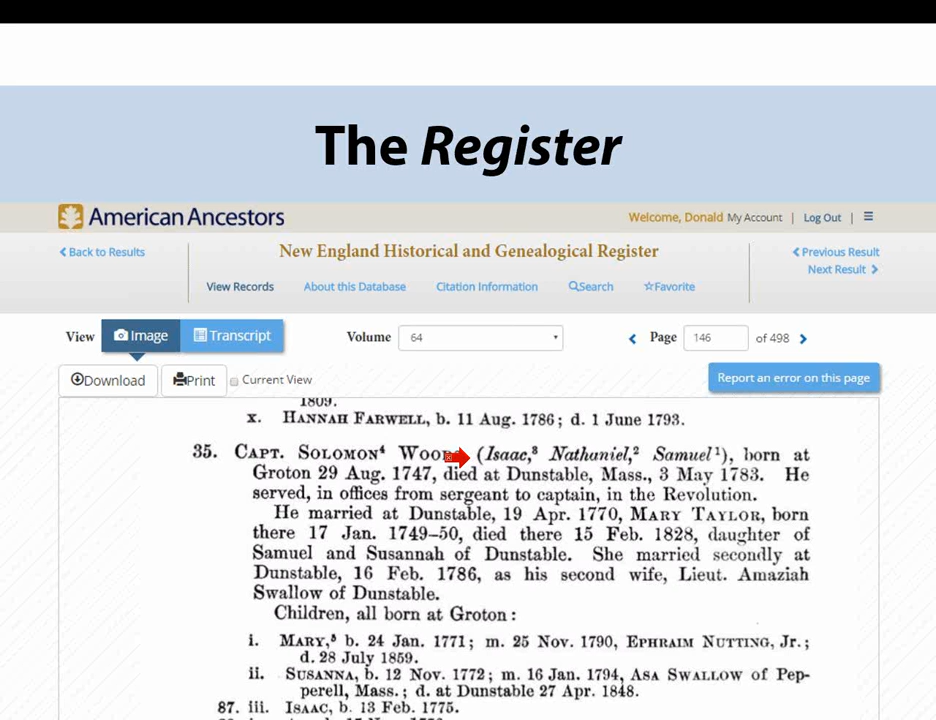 The Register
American Ancestors
Welcome, Donald My Account | Log Out |
Back to Results
New England Historical and Genealogical Register
Previous Result
Next Result
View Records About this Database Citation Information Search Favorite
View Image Transcript Volume 64 Page 146 of 498
Download Print Current View
Report an error on this page
1809.
x. HANNAH FARWELL, b. 11 Aug. 1786; d. 1 June 1793.
35. CAPT. SOLOMON⁴ (Isaac,³ Nathaniel,² Samuel¹), born at
Groton 29 Aug. 1747, died at Dunstable, Mass., 3 May 1783. He
served, in offices from sergeant to captain, in the Revolution.
He married at Dunstable, 19 Apr. 1770, MARY TAYLOR, born
there 17 Jan. 1749–50, died there 15 Feb. 1828, daughter of
Samuel and Susannah of Dunstable. She married secondly at
Dunstable, 16 Feb. 1786, as his second wife, Lieut. Amaziah
Swallow of Dunstable.
Children, all born at Groton:
i. MARY,⁵ b. 24 Jan. 1771; m. 25 Nov. 1790, EPHRAIM NUTTING, Jr.;
d. 28 July 1859.
ii. SUSANNA, b. 12 Nov. 1772; m. 16 Jan. 1794, ASA SWALLOW of Pep-
perell, Mass.; d. at Dunstable 27 Apr. 1848.
87. iii. ISAAC, b. 13 Feb. 1775.